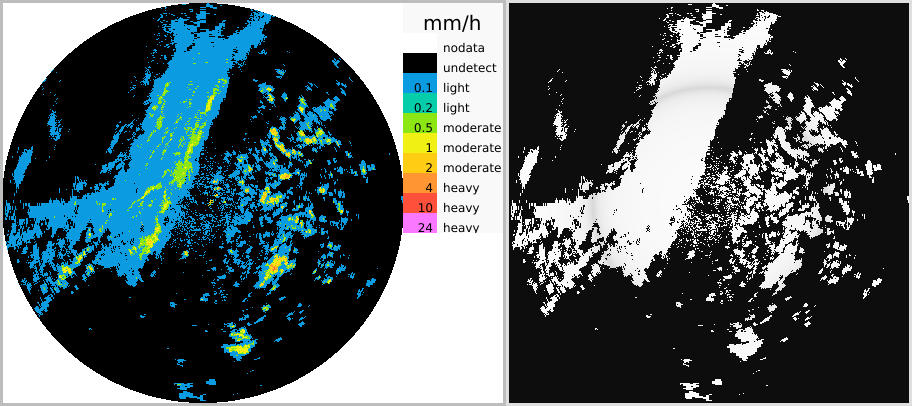 mm/h
nodata
undetect
0.1 light
0.2 light
0.5 moderate
1 moderate
2 moderate
4 heavy
10 heavy
24 heavy